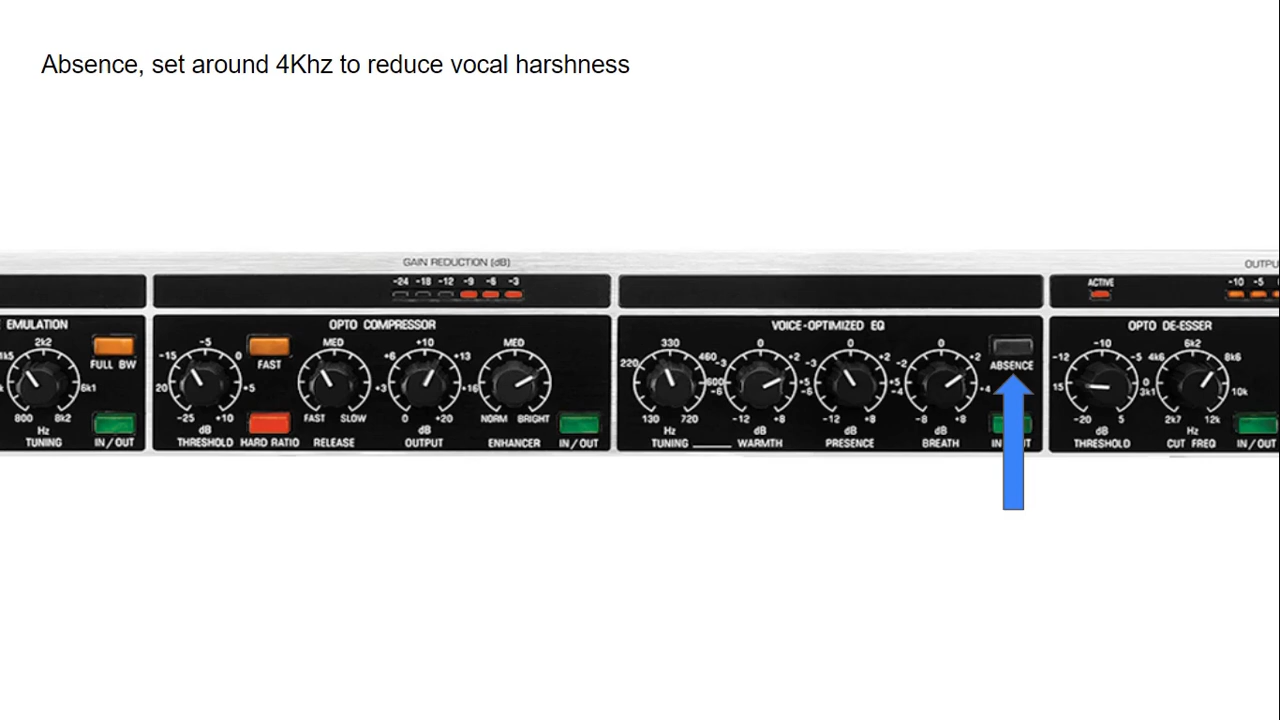 Absence, set around 4Khz to reduce vocal harshness
GAIN REDUCTION (dB)
OUTPU
-24 -18 -12 -9 -6 -3
ACTIVE
-10 -5
EMULATION
OPTO COMPRESSOR
VOICE-OPTIMIZED EQ
OPTO DE-ESSER
2k2
1k5
6k1
800 8k2
Hz
TUNING
FULL BW
IN/OUT
-5
-15 0
20 +5
-25 +10
dB
THRESHOLD
FAST
HARD RATIO
MED
FAST SLOW
RELEASE
+10
+6 +13
+3 +16
0 +20
dB
OUTPUT
MED
NORM BRIGHT
ENHANCER
IN/OUT
330
220 460
600
130 720
Hz
TUNING
0
-3 +2
-6 +5
-12 +8
dB
WARMTH
0
-3 +2
-6 +5
-12 +8
dB
PRESENCE
0
-2 +2
-4 +4
-8 +8
dB
BREATH
ABSENCE
-10
-12 -5
15 0
-20 5
dB
THRESHOLD
6k2
4k6 8k6
3k1 10k
2k7 12k
Hz
CUT FREQ
IN/OUT